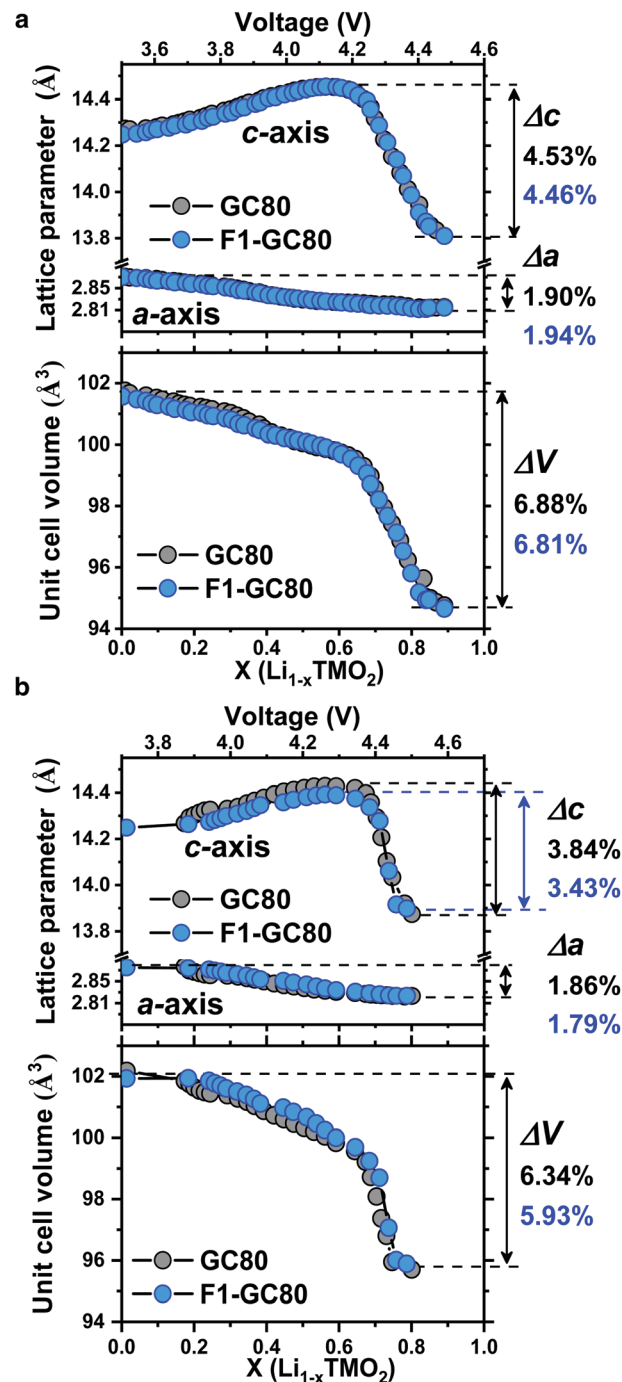 a
Voltage (V)
3.6 3.8 4.0 4.2 4.4 4.6
Lattice parameter (Å)
14.4
14.2
14.0
13.8
2.85
2.81
c-axis
GC80
F1-GC80
a-axis
Δc
4.53%
4.46%
Δa
1.90%
1.94%
Unit cell volume (Å³)
102
100
98
96
94
GC80
F1-GC80
ΔV
6.88%
6.81%
0.0 0.2 0.4 0.6 0.8 1.0
X (Li₁₋ₓTMO₂)
b
Voltage (V)
3.8 4.0 4.2 4.4 4.6
Lattice parameter (Å)
14.4
14.2
14.0
13.8
2.85
2.81
c-axis
GC80
F1-GC80
a-axis
Δc
3.84%
3.43%
Δa
1.86%
1.79%
Unit cell volume (Å³)
102
100
98
96
94
GC80
F1-GC80
ΔV
6.34%
5.93%
0.0 0.2 0.4 0.6 0.8 1.0
X (Li₁₋ₓTMO₂)